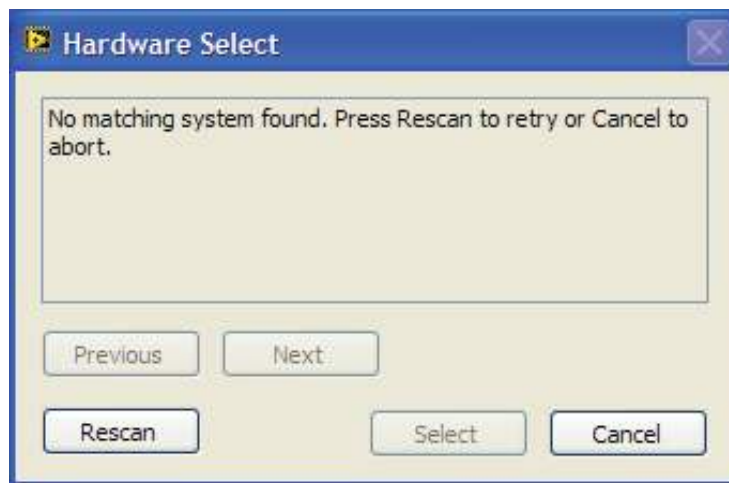 Hardware Select
No matching system found. Press Rescan to retry or Cancel to
abort.
Previous Next
Rescan Select Cancel